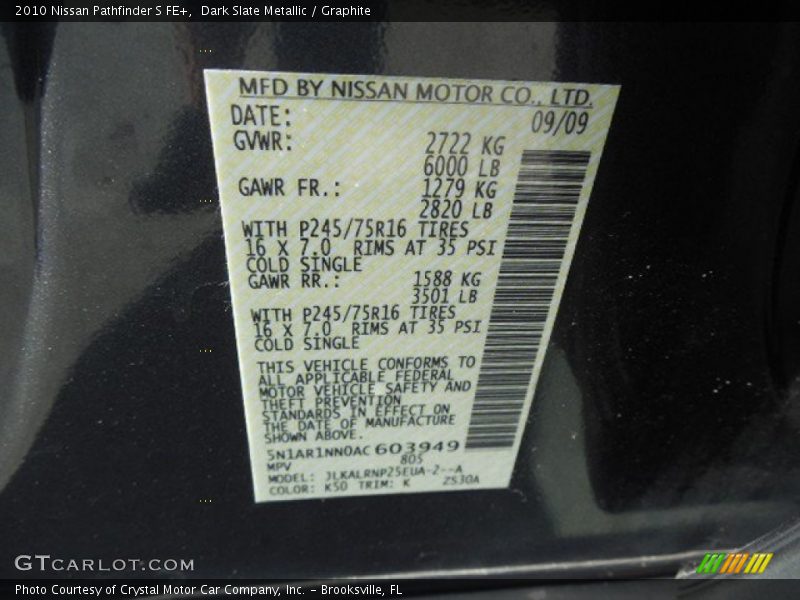 2010 Nissan Pathfinder S FE+,  Dark Slate Metallic / Graphite
MFD BY NISSAN MOTOR CO., LTD.
DATE: 09/09
GVWR: 2722 KG
6000 LB
GAWR FR.: 1279 KG
2820 LB
WITH P245/75R16 TIRES
16 X 7.0 RIMS AT 35 PSI
COLD SINGLE
GAWR RR.: 1588 KG
3501 LB
WITH P245/75R16 TIRES
16 X 7.0 RIMS AT 35 PSI
COLD SINGLE
THIS VEHICLE CONFORMS TO
ALL APPLICABLE FEDERAL
MOTOR VEHICLE SAFETY AND
THEFT PREVENTION
STANDARDS IN EFFECT ON
THE DATE OF MANUFACTURE
SHOWN ABOVE.
5N1AR1NN0AC603949
MPV 805
MODEL: JLKALRNP25EUA-2--A
COLOR: K50 TRIM: K ZS30A
GTcarlot.com
Photo Courtesy of Crystal Motor Car Company, Inc. – Brooksville, FL